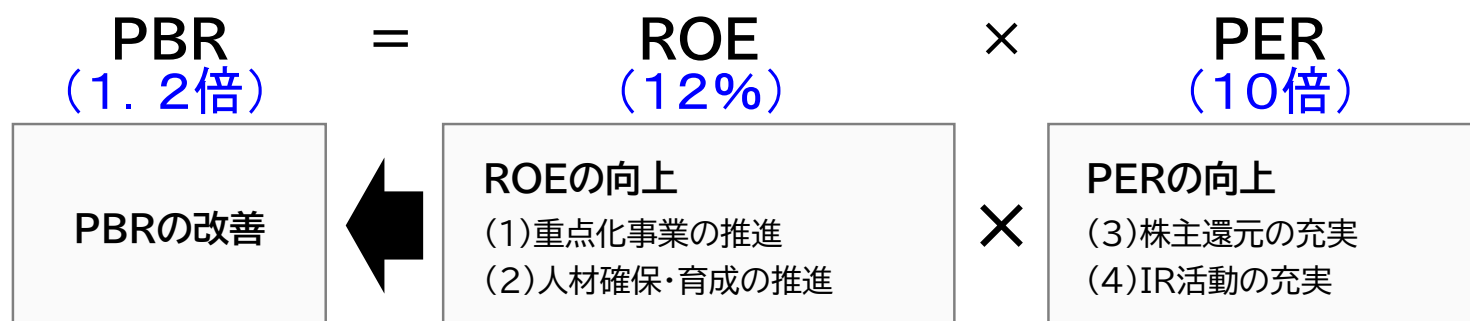 PBR = ROE × PER
（１．２倍） （１２%） （１０倍）
PBRの改善
ROEの向上
（１）重点化事業の推進
（２）人材確保・育成の推進
×
PERの向上
（３）株主還元の充実
（４）IR活動の充実